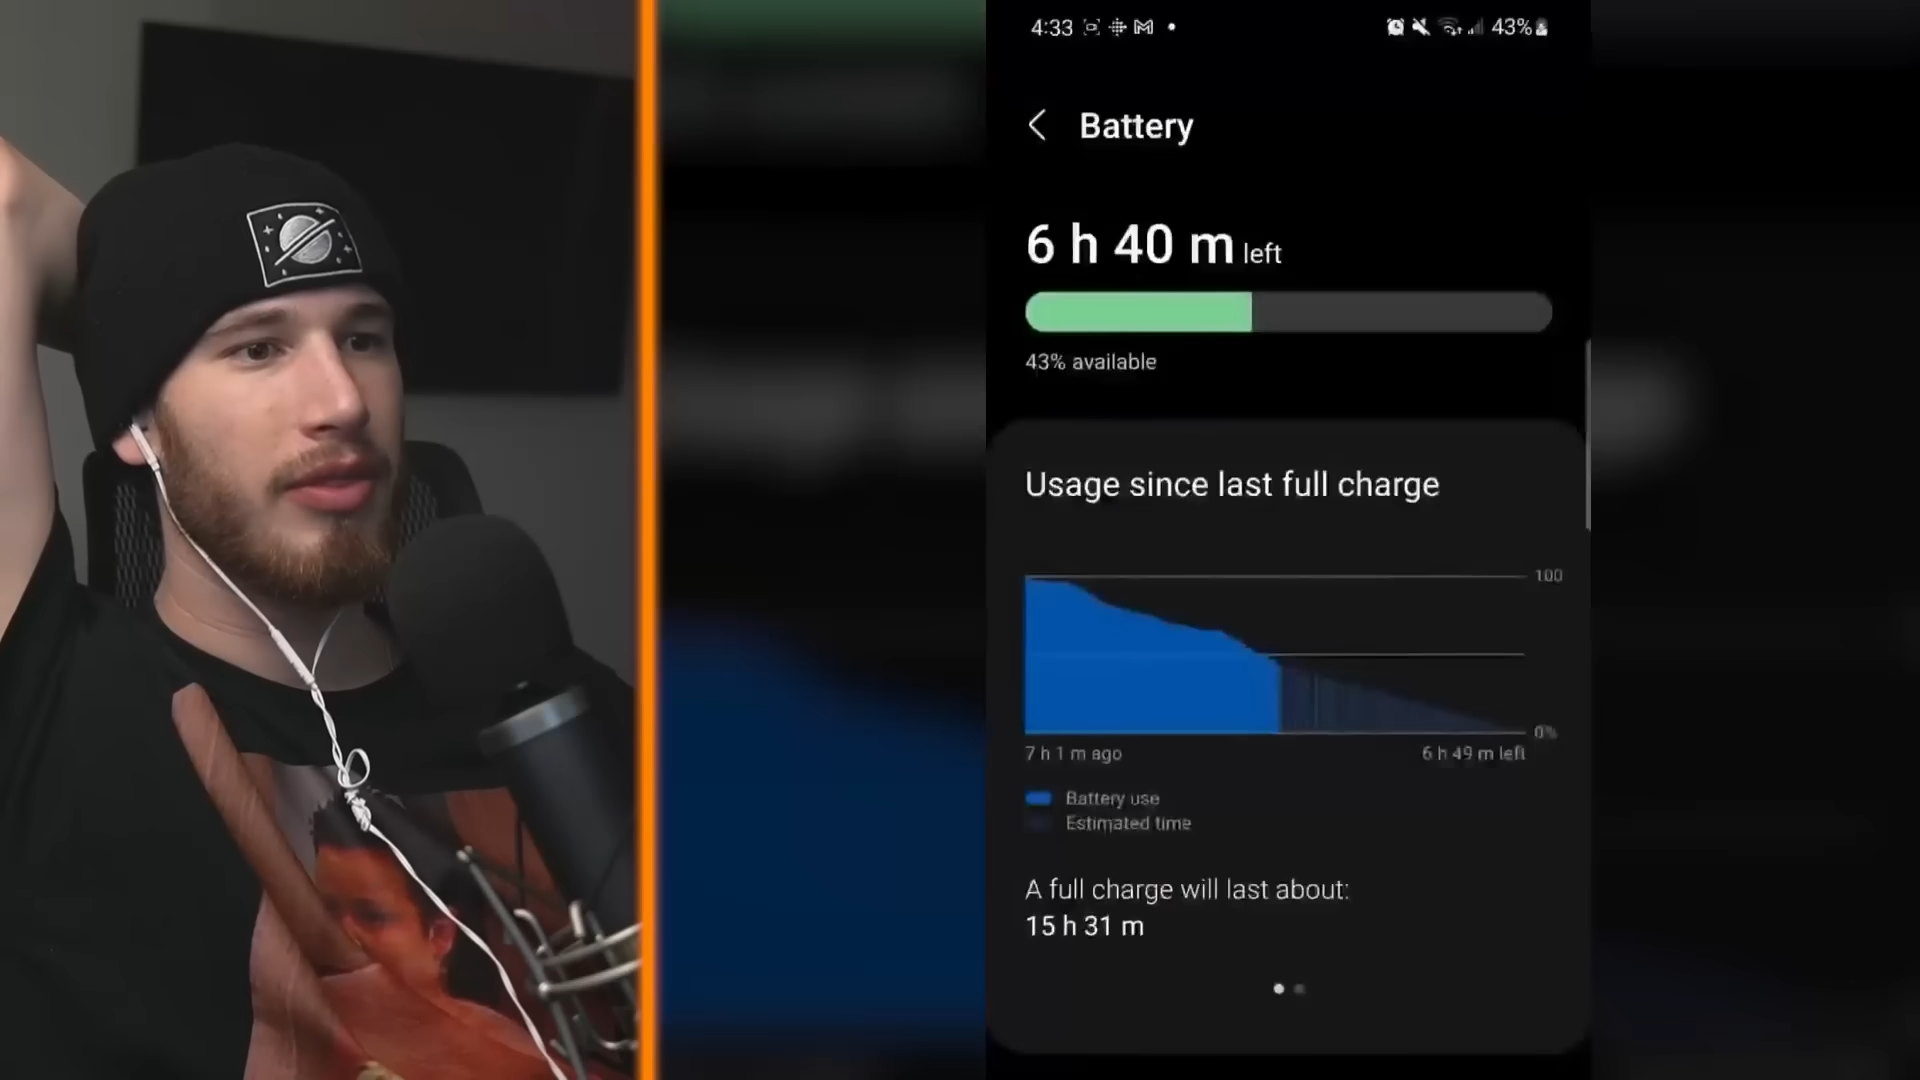 4:33
43%
Battery
6 h 40 m left
43% available
Usage since last full charge
100
0%
7 h 1 m ago
6 h 49 m left
Battery use
Estimated time
A full charge will last about:
15 h 31 m